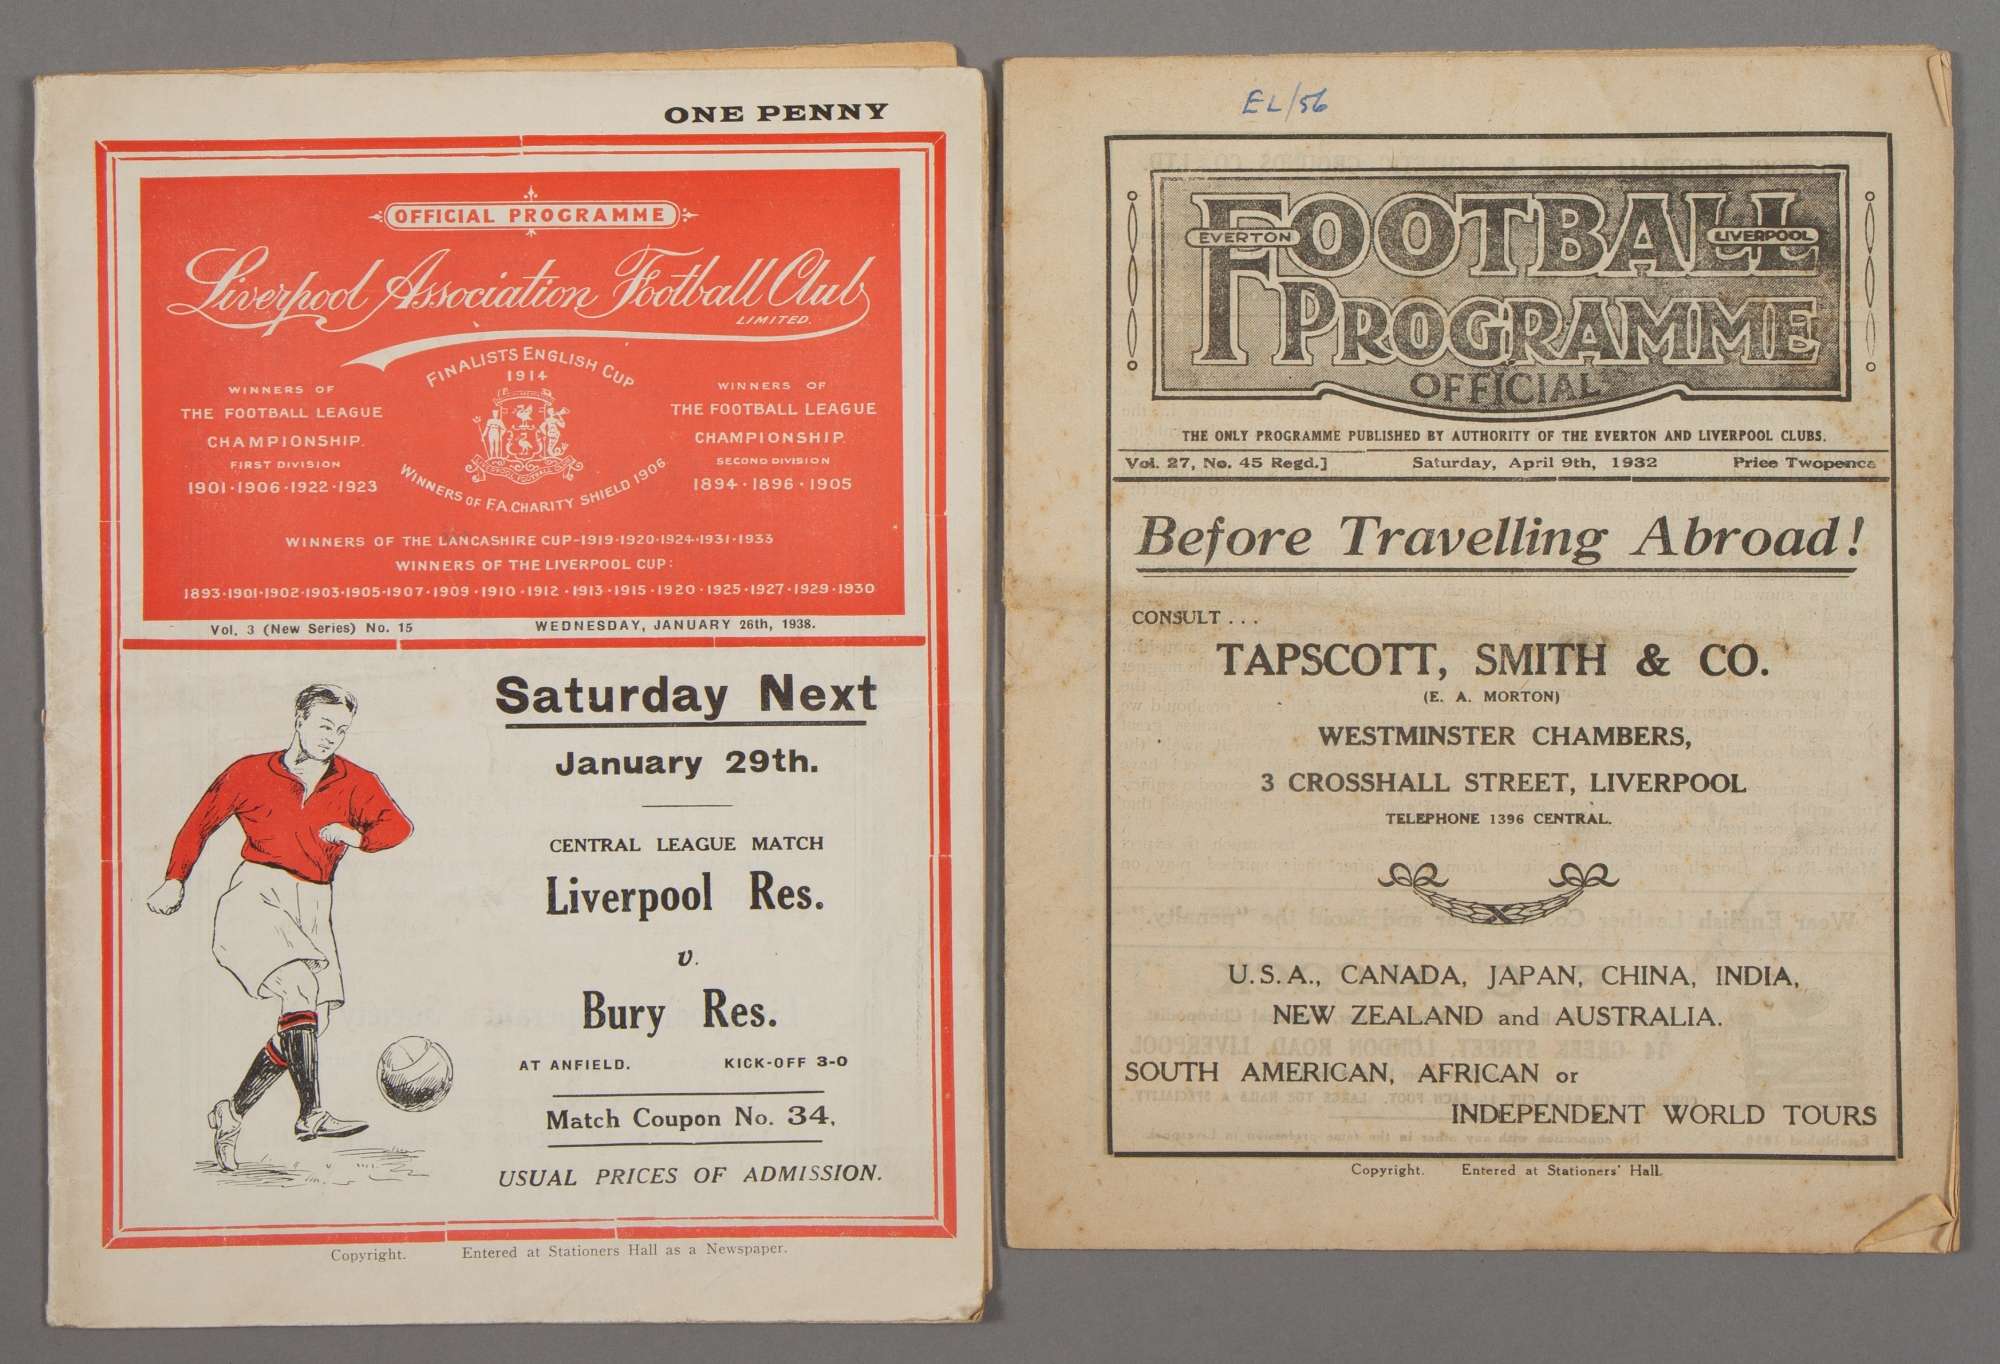 ONE PENNY
OFFICIAL PROGRAMME
Liverpool Association Football Club
LIMITED.
FINALISTS ENGLISH CUP
1914
WINNERS OF F.A. CHARITY SHIELD 1906
WINNERS OF
THE FOOTBALL LEAGUE
CHAMPIONSHIP.
FIRST DIVISION
1901·1906·1922·1923
WINNERS OF
THE FOOTBALL LEAGUE
CHAMPIONSHIP.
SECOND DIVISION
1894·1896·1905
WINNERS OF THE LANCASHIRE CUP-1919·1920·1924·1931·1933
WINNERS OF THE LIVERPOOL CUP:
1893·1901·1902·1903·1905·1907·1909·1910·1912·1913·1915·1920·1925·1927·1929·1930
Vol. 3 (New Series) No. 15 WEDNESDAY, JANUARY 26th, 1938.
Saturday Next
January 29th.
CENTRAL LEAGUE MATCH
Liverpool Res.
v.
Bury Res.
AT ANFIELD. KICK-OFF 3-0
Match Coupon No. 34.
USUAL PRICES OF ADMISSION.
Copyright. Entered at Stationers Hall as a Newspaper.
EL/56
FOOTBALL
EVERTON LIVERPOOL
PROGRAMME
OFFICIAL
THE ONLY PROGRAMME PUBLISHED BY AUTHORITY OF THE EVERTON AND LIVERPOOL CLUBS.
Vol. 27, No. 45 Regd.] Saturday, April 9th, 1932 Price Twopence
Before Travelling Abroad!
CONSULT...
TAPSCOTT, SMITH & CO.
(E. A. MORTON)
WESTMINSTER CHAMBERS,
3 CROSSHALL STREET, LIVERPOOL
TELEPHONE 1396 CENTRAL.
U.S.A., CANADA, JAPAN, CHINA, INDIA,
NEW ZEALAND and AUSTRALIA.
SOUTH AMERICAN, AFRICAN or
INDEPENDENT WORLD TOURS
Copyright. Entered at Stationers' Hall.